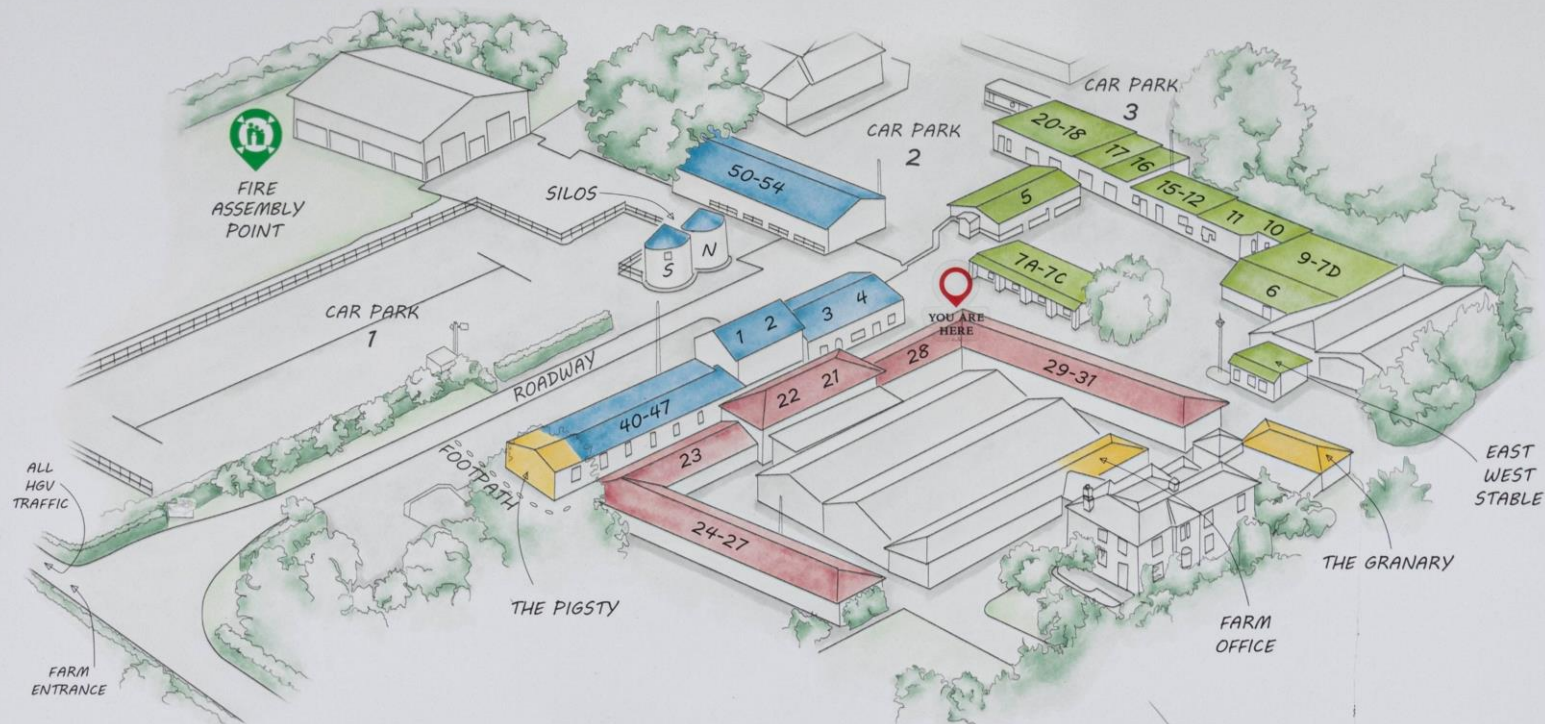 CAR PARK
3
20-18
17
16
15-12
11
10
9-7D
6
CAR PARK
2
5
7A-7C
50-54
SILOS
S
N
FIRE
ASSEMBLY
POINT
CAR PARK
1
YOU ARE
HERE
1
2
3
4
ROADWAY
28
29-31
22
21
40-47
23
FOOTPATH
24-27
ALL
HGV
TRAFFIC
EAST
WEST
STABLE
THE GRANARY
THE PIGSTY
FARM
OFFICE
FARM
ENTRANCE